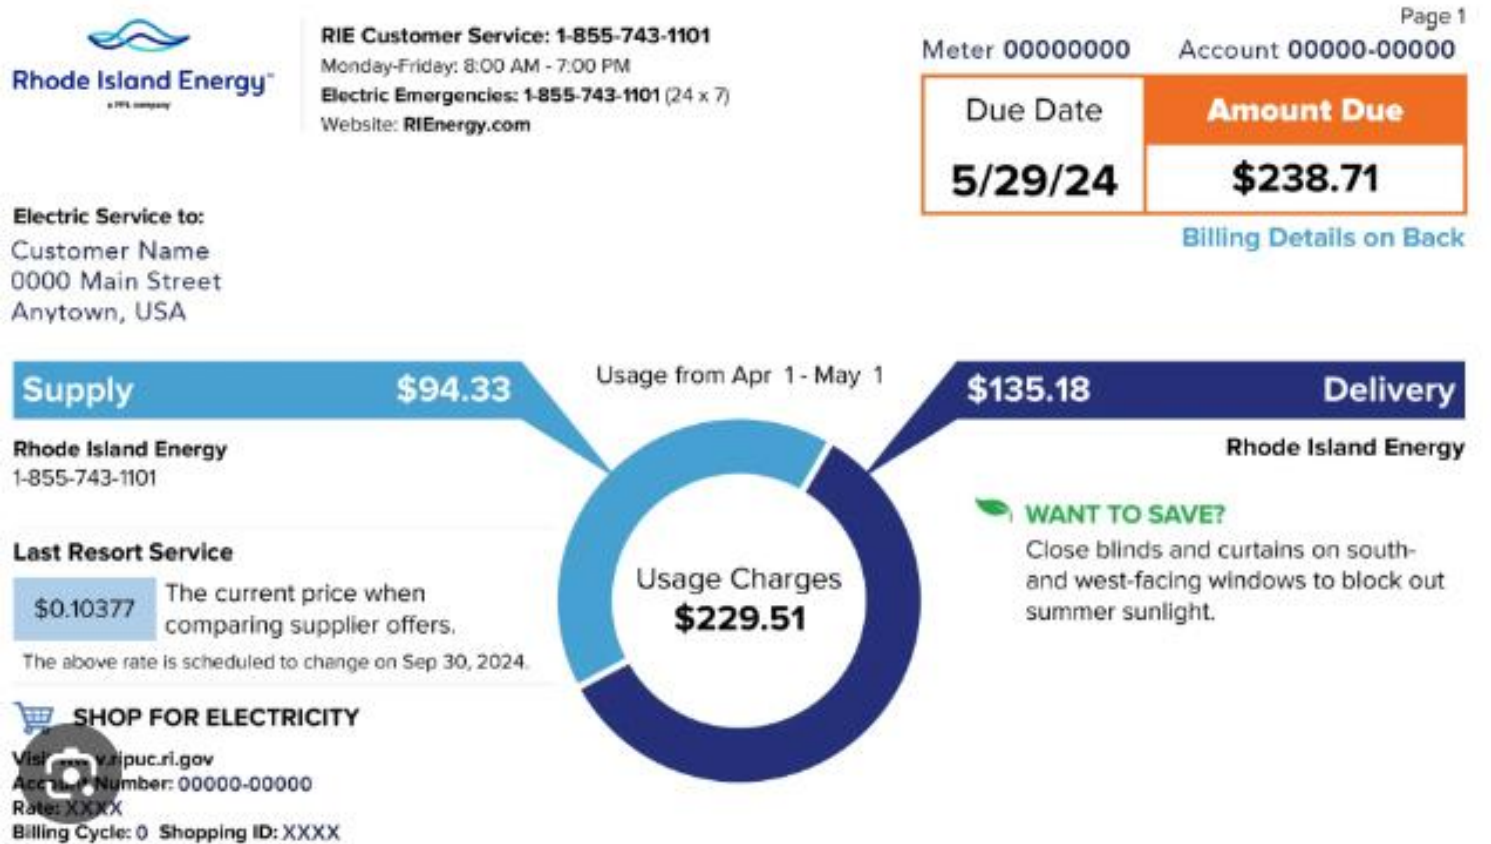 Page 1
Rhode Island Energy
a PPL company
RIE Customer Service: 1-855-743-1101
Monday-Friday: 8:00 AM - 7:00 PM
Electric Emergencies: 1-855-743-1101 (24 x 7)
Website: RIEnergy.com
Meter 00000000 Account 00000-00000
Due Date
Amount Due
5/29/24
$238.71
Billing Details on Back
Electric Service to:
Customer Name
0000 Main Street
Anytown, USA
Supply $94.33
Usage from Apr 1 - May 1
$135.18 Delivery
Rhode Island Energy
1-855-743-1101
Rhode Island Energy
Last Resort Service
$0.10377
The current price when
comparing supplier offers.
The above rate is scheduled to change on Sep 30, 2024.
Usage Charges
$229.51
WANT TO SAVE?
Close blinds and curtains on south-
and west-facing windows to block out
summer sunlight.
SHOP FOR ELECTRICITY
Visit www.ripuc.ri.gov
Account Number: 00000-00000
Rate: XXXX
Billing Cycle: 0 Shopping ID: XXXX